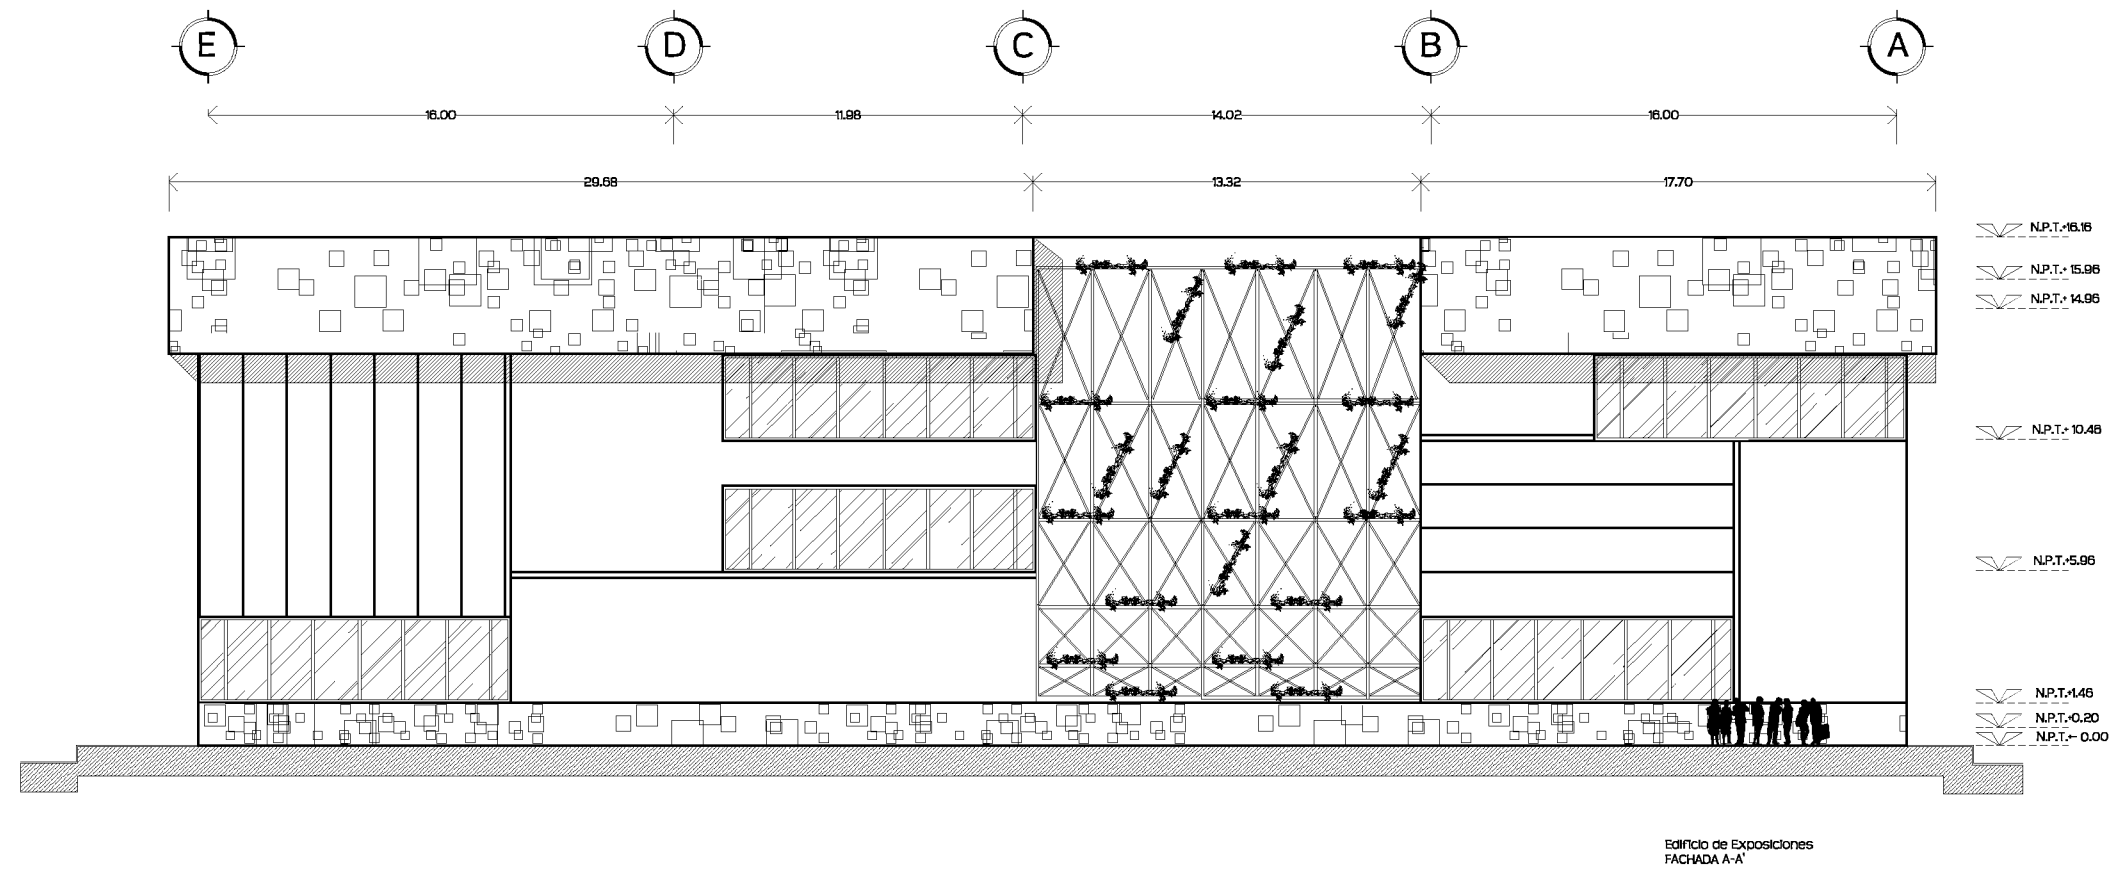 E D C B A
16.00 11.98 14.02 16.00
29.68 13.32 17.70
N.P.T.+16.16
N.P.T.+ 15.96
N.P.T.+ 14.96
N.P.T.+ 10.46
N.P.T.+5.96
N.P.T.+1.46
N.P.T.+0.20
N.P.T.+- 0.00
Edificio de Exposiciones
FACHADA A-A'